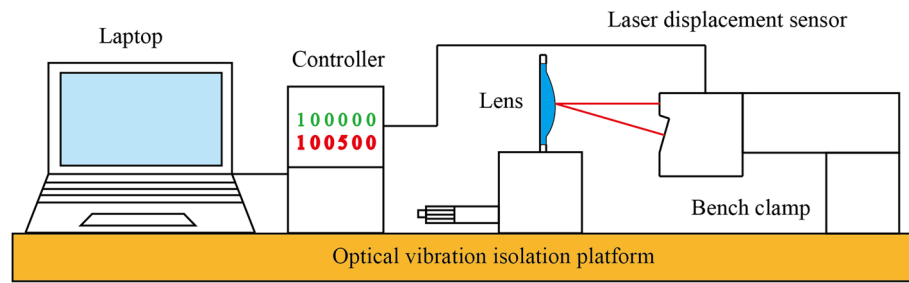 Laser displacement sensor
Laptop
Controller
Lens
100000
100500
Bench clamp
Optical vibration isolation platform